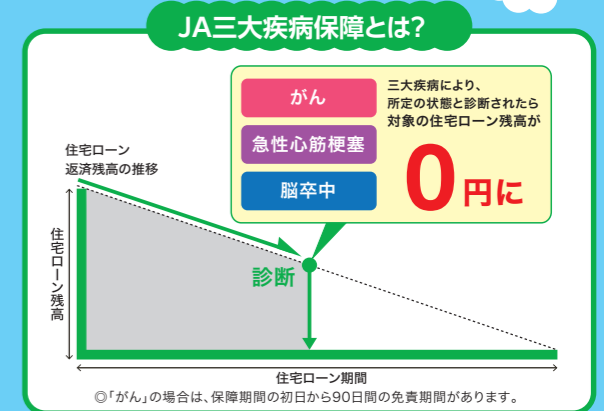 JA三大疾病保障とは?
がん
急性心筋梗塞
脳卒中
三大疾病により、
所定の状態と診断されたら
対象の住宅ローン残高が
0円に
住宅ローン
返済残高の推移
住宅ローン残高
診断
住宅ローン期間
◎「がん」の場合は、保障期間の初日から90日間の免責期間があります。